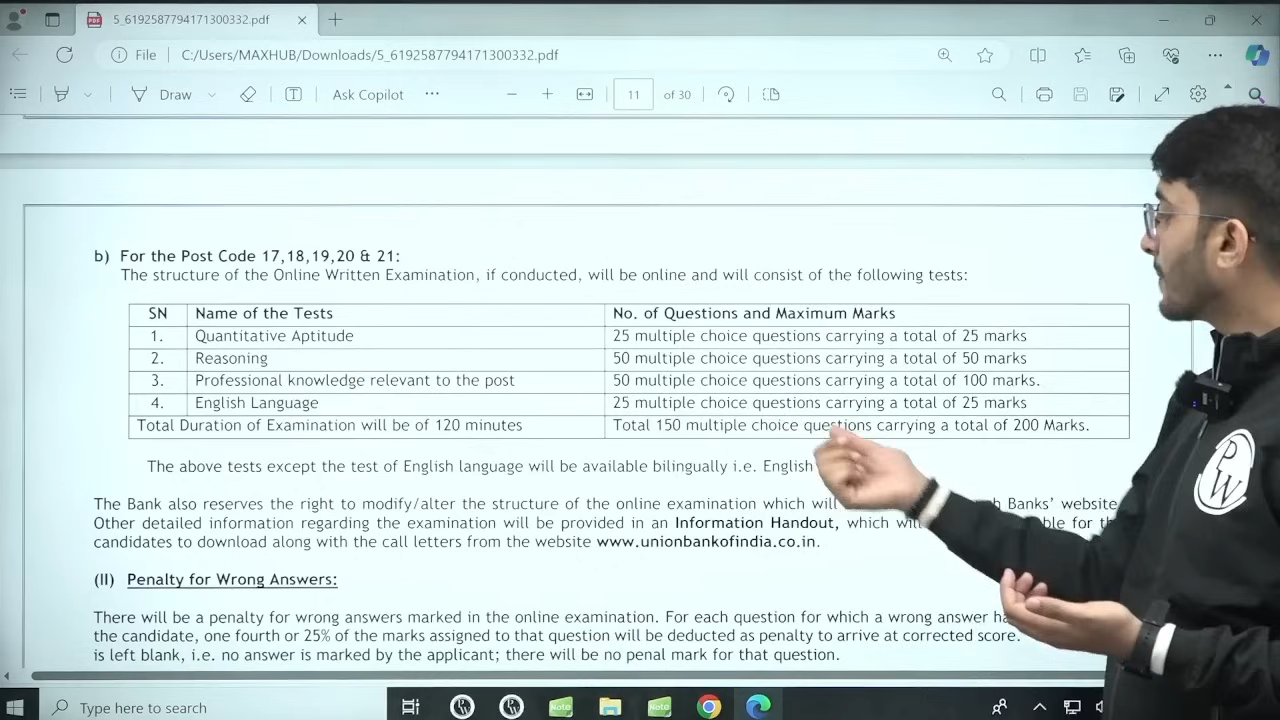 5_6192587794171300332.pdf
File C:/Users/MAXHUB/Downloads/5_6192587794171300332.pdf
Draw Ask Copilot 11 of 30
b) For the Post Code 17,18,19,20 & 21:
The structure of the Online Written Examination, if conducted, will be online and will consist of the following tests:
SN Name of the Tests No. of Questions and Maximum Marks
1. Quantitative Aptitude 25 multiple choice questions carrying a total of 25 marks
2. Reasoning 50 multiple choice questions carrying a total of 50 marks
3. Professional knowledge relevant to the post 50 multiple choice questions carrying a total of 100 marks.
4. English Language 25 multiple choice questions carrying a total of 25 marks
Total Duration of Examination will be of 120 minutes Total 150 multiple choice questions carrying a total of 200 Marks.
The above tests except the test of English language will be available bilingually i.e. English
The Bank also reserves the right to modify/alter the structure of the online examination which will Banks' website
Other detailed information regarding the examination will be provided in an Information Handout, which for
candidates to download along with the call letters from the website www.unionbankofindia.co.in.
(II) Penalty for Wrong Answers:
There will be a penalty for wrong answers marked in the online examination. For each question for which a wrong answer
the candidate, one fourth or 25% of the marks assigned to that question will be deducted as penalty to arrive at corrected score.
is left blank, i.e. no answer is marked by the applicant; there will be no penal mark for that question.
PW
Type here to search
Note Note